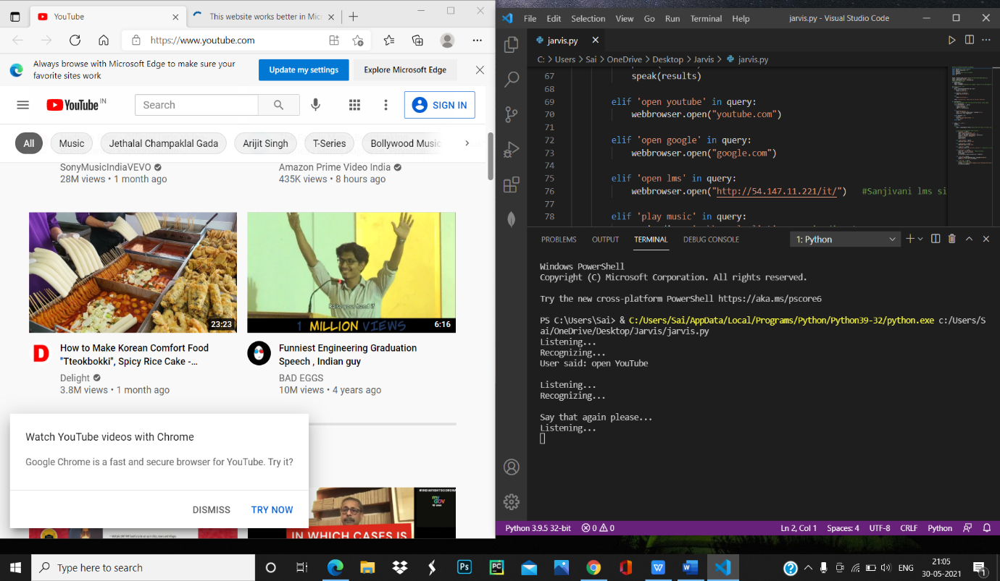 YouTube
This website works better in Mic
https://www.youtube.com
Always browse with Microsoft Edge to make sure your
favorite sites work
Update my settings
Explore Microsoft Edge
YouTube IN
Search
SIGN IN
All
Music
Jethalal Champaklal Gada
Arijit Singh
T-Series
Bollywood Music
SonyMusicIndiaVEVO
28M views • 1 month ago
Amazon Prime Video India
435K views • 8 hours ago
23:23
Raise your hand if
1 MILLION VIEWS
6:16
D
How to Make Korean Comfort Food
"Tteokbokki", Spicy Rice Cake -...
Delight
3.8M views • 1 month ago
Funniest Engineering Graduation
Speech , Indian guy
BAD EGGS
10M views • 4 years ago
Watch YouTube videos with Chrome
Google Chrome is a fast and secure browser for YouTube. Try it?
DISMISS
TRY NOW
my
GOV
IN WHICH CASES IS
File Edit Selection View Go Run Terminal Help
jarvis.py - Visual Studio Code
jarvis.py
C: > Users > Sai > OneDrive > Desktop > Jarvis > jarvis.py
67 speak(results)
68
69 elif 'open youtube' in query:
70 webbrowser.open("youtube.com")
71
72 elif 'open google' in query:
73 webbrowser.open("google.com")
74
75 elif 'open lms' in query:
76 webbrowser.open("http://54.147.11.221/it/") #Sanjivani lms si
77
78 elif 'play music' in query:
PROBLEMS OUTPUT TERMINAL DEBUG CONSOLE
1: Python
Windows PowerShell
Copyright (C) Microsoft Corporation. All rights reserved.
Try the new cross-platform PowerShell https://aka.ms/pscore6
PS C:\Users\Sai> & C:/Users/Sai/AppData/Local/Programs/Python/Python39-32/python.exe c:/Users/S
ai/OneDrive/Desktop/Jarvis/jarvis.py
Listening...
Recognizing...
User said: open YouTube
Listening...
Recognizing...
Say that again please...
Listening...
Python 3.9.5 32-bit
0
0
Ln 2, Col 1
Spaces: 4
UTF-8
CRLF
Python
Type here to search
Ps
PC
W
W
ENG
21:05
30-05-2021
1